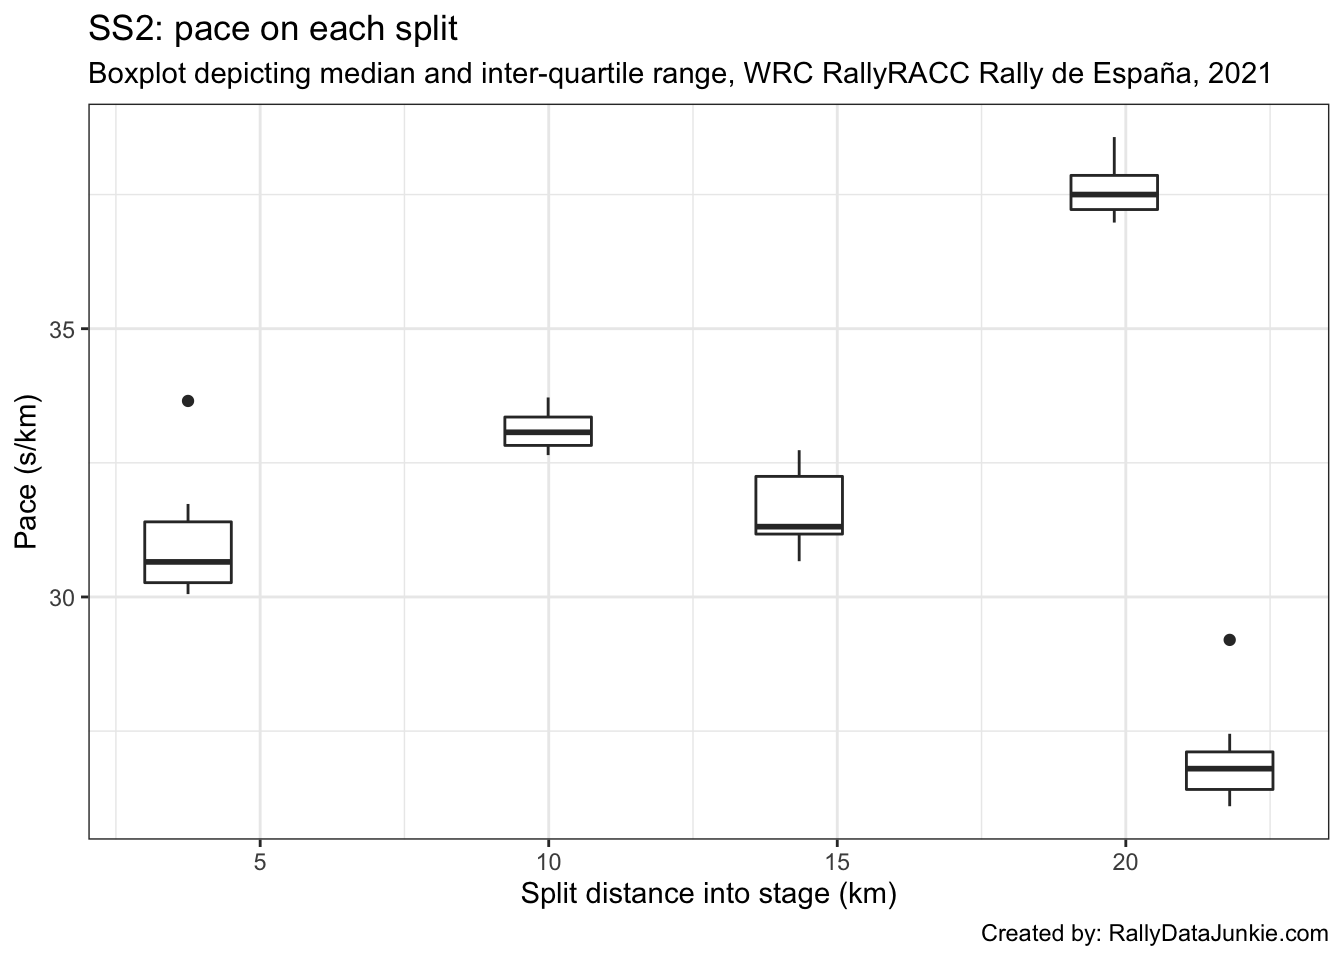 SS2: pace on each split
Boxplot depicting median and inter-quartile range, WRC RallyRACC Rally de España, 2021
35
30
Pace (s/km)
5 10 15 20
Split distance into stage (km)
Created by: RallyDataJunkie.com